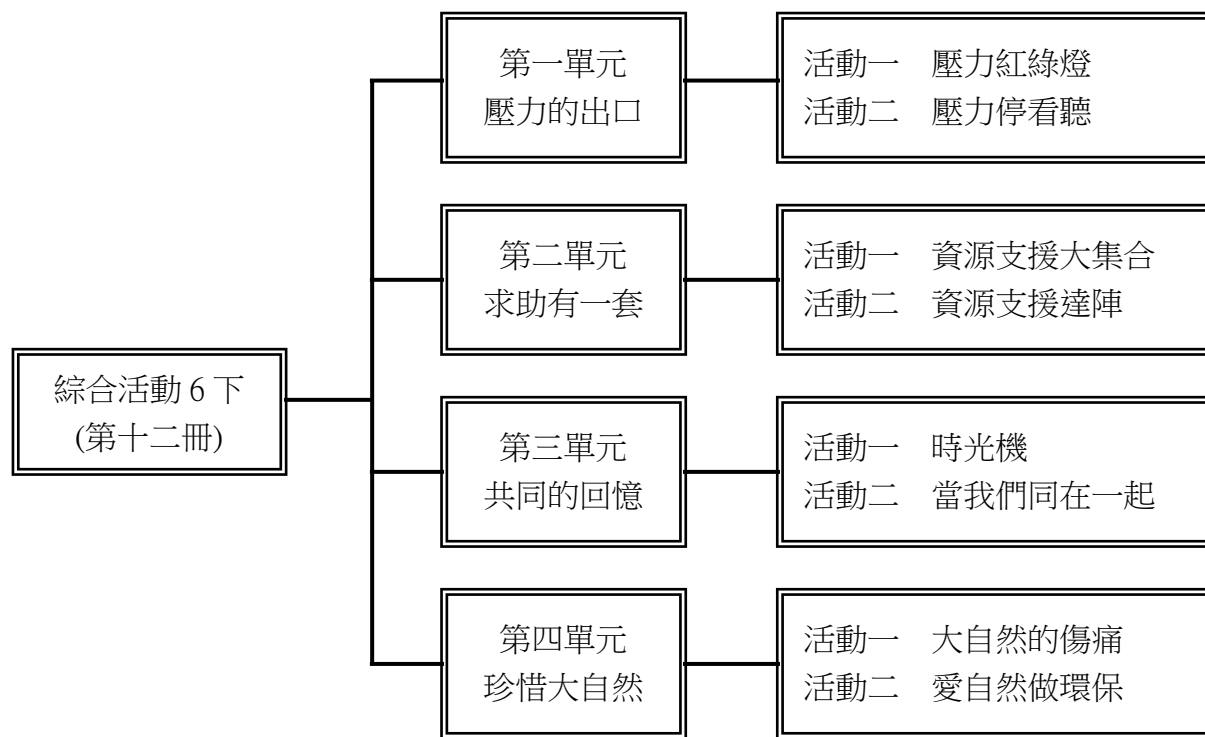 綜合活動 6 下
(第十二冊)
第一單元
壓力的出口
活動一　壓力紅綠燈
活動二　壓力停看聽
第二單元
求助有一套
活動一　資源支援大集合
活動二　資源支援達陣
第三單元
共同的回憶
活動一　時光機
活動二　當我們同在一起
第四單元
珍惜大自然
活動一　大自然的傷痛
活動二　愛自然做環保